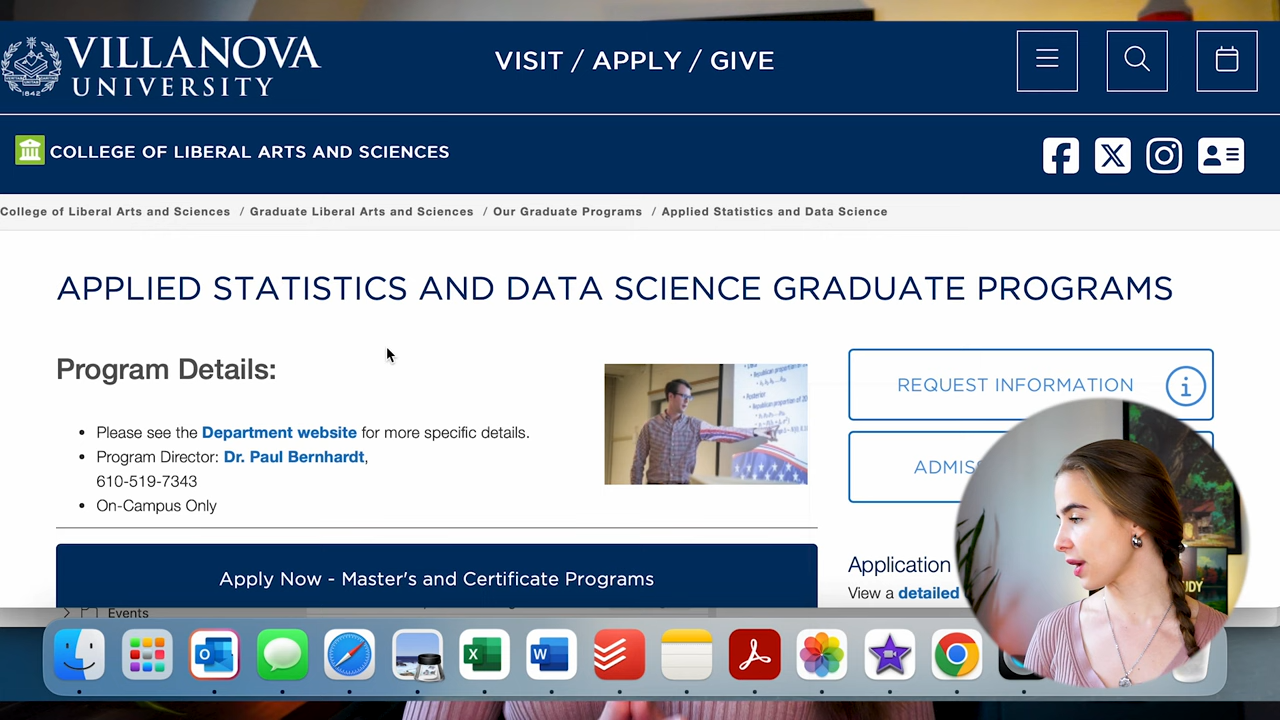 VILLANOVA
UNIVERSITY
1842
VISIT / APPLY / GIVE
COLLEGE OF LIBERAL ARTS AND SCIENCES
College of Liberal Arts and Sciences / Graduate Liberal Arts and Sciences / Our Graduate Programs / Applied Statistics and Data Science
APPLIED STATISTICS AND DATA SCIENCE GRADUATE PROGRAMS
Program Details:
• Please see the Department website for more specific details.
• Program Director: Dr. Paul Bernhardt,
610-519-7343
• On-Campus Only
Apply Now - Master's and Certificate Programs
REQUEST INFORMATION
ADMIS
Application
View a detailed
Events